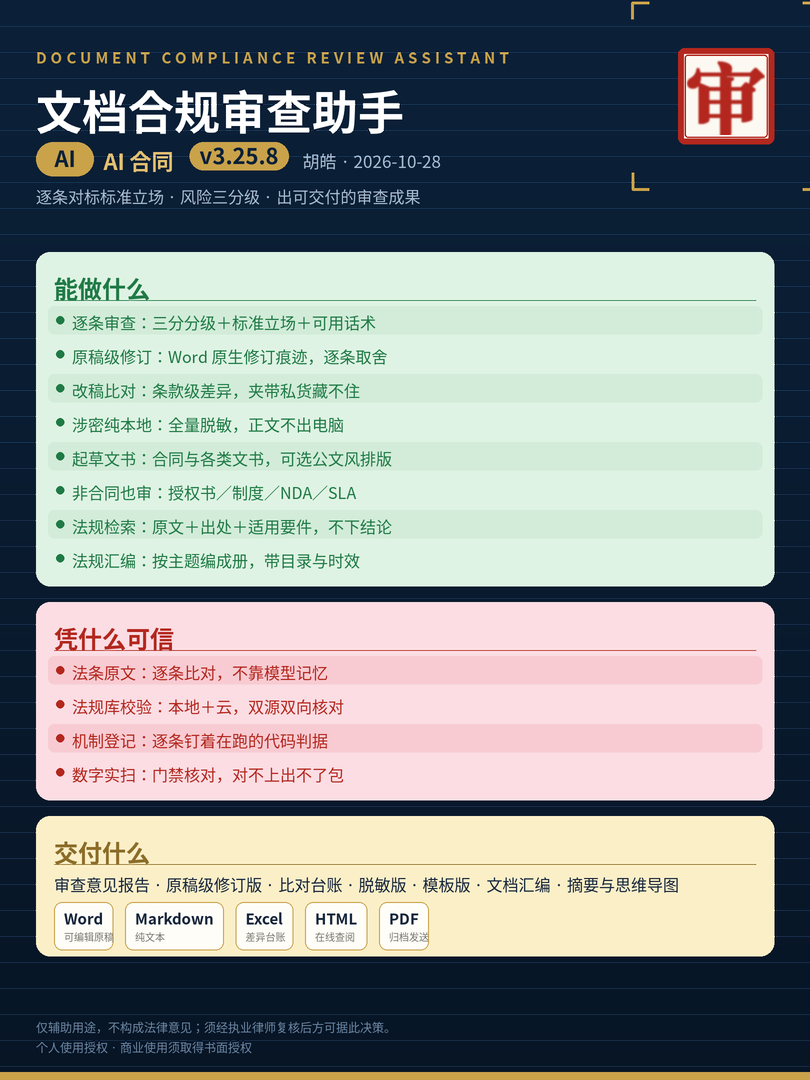 DOCUMENT COMPLIANCE REVIEW ASSISTANT
文档合规审查助手
审
AI AI 合同 v3.25.8 胡皓 · 2026-10-28
逐条对标标准立场 · 风险三分级 · 出可交付的审查成果
能做什么
逐条审查：三分分级＋标准立场＋可用话术
原稿级修订：Word 原生修订痕迹，逐条取舍
改稿比对：条款级差异，夹带私货藏不住
涉密纯本地：全量脱敏，正文不出电脑
起草文书：合同与各类文书，可选公文风排版
非合同也审：授权书／制度／NDA／SLA
法规检索：原文＋出处＋适用要件，不下结论
法规汇编：按主题编成册，带目录与时效
凭什么可信
法条原文：逐条比对，不靠模型记忆
法规库校验：本地＋云，双源双向核对
机制登记：逐条钉着在跑的代码判据
数字实扫：门禁核对，对不上出不了包
交付什么
审查意见报告 · 原稿级修订版 · 比对台账 · 脱敏版 · 模板版 · 文档汇编 · 摘要与思维导图
Word Markdown Excel HTML PDF
可编辑原稿 纯文本 差异台账 在线查阅 归档发送
仅辅助用途，不构成法律意见；须经执业律师复核后方可据此决策。
个人使用授权 · 商业使用须取得书面授权